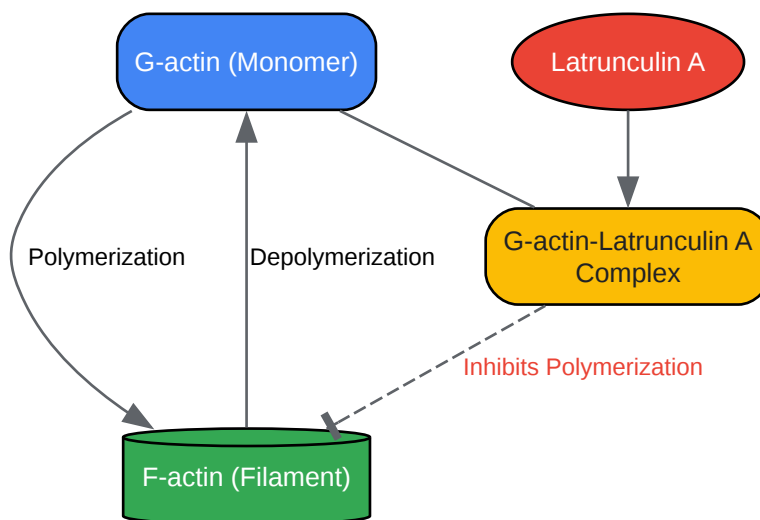 G-actin (Monomer)
Latrunculin A
Polymerization
Depolymerization
G-actin-Latrunculin A
Complex
Inhibits Polymerization
F-actin (Filament)